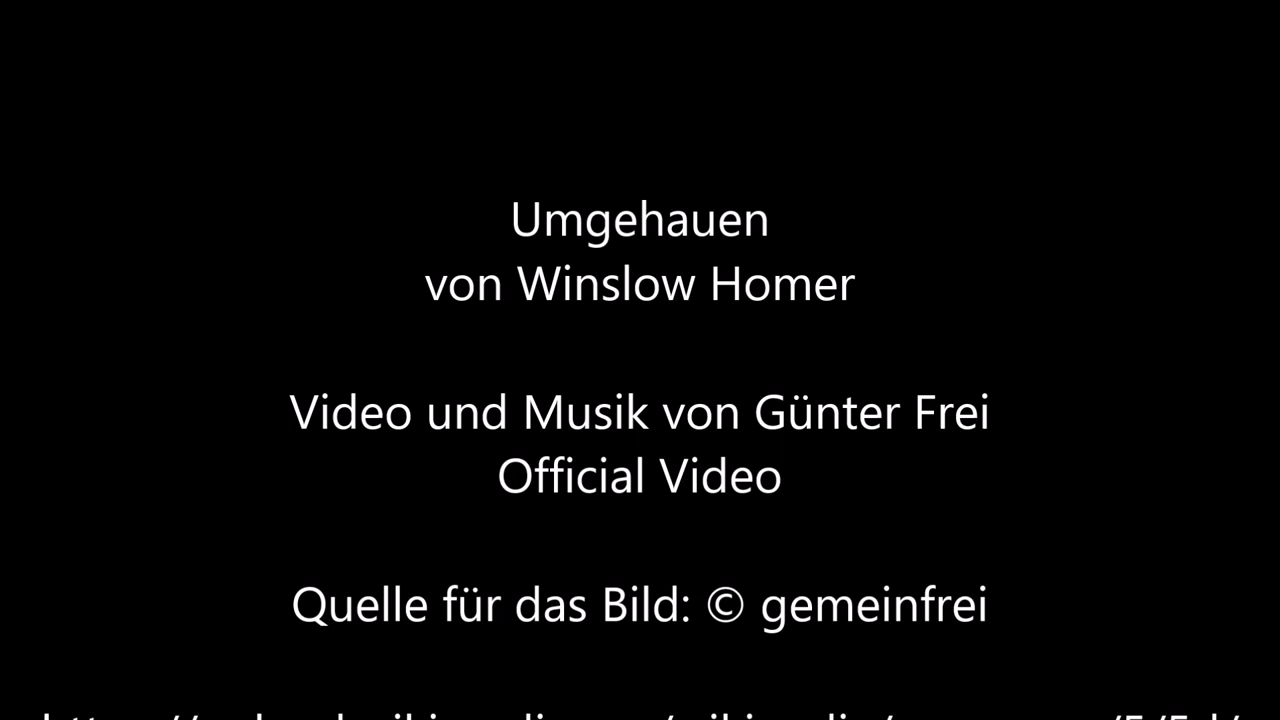 Umgehauen
von Winslow Homer
Video und Musik von Günter Frei
Official Video
Quelle für das Bild: © gemeinfrei